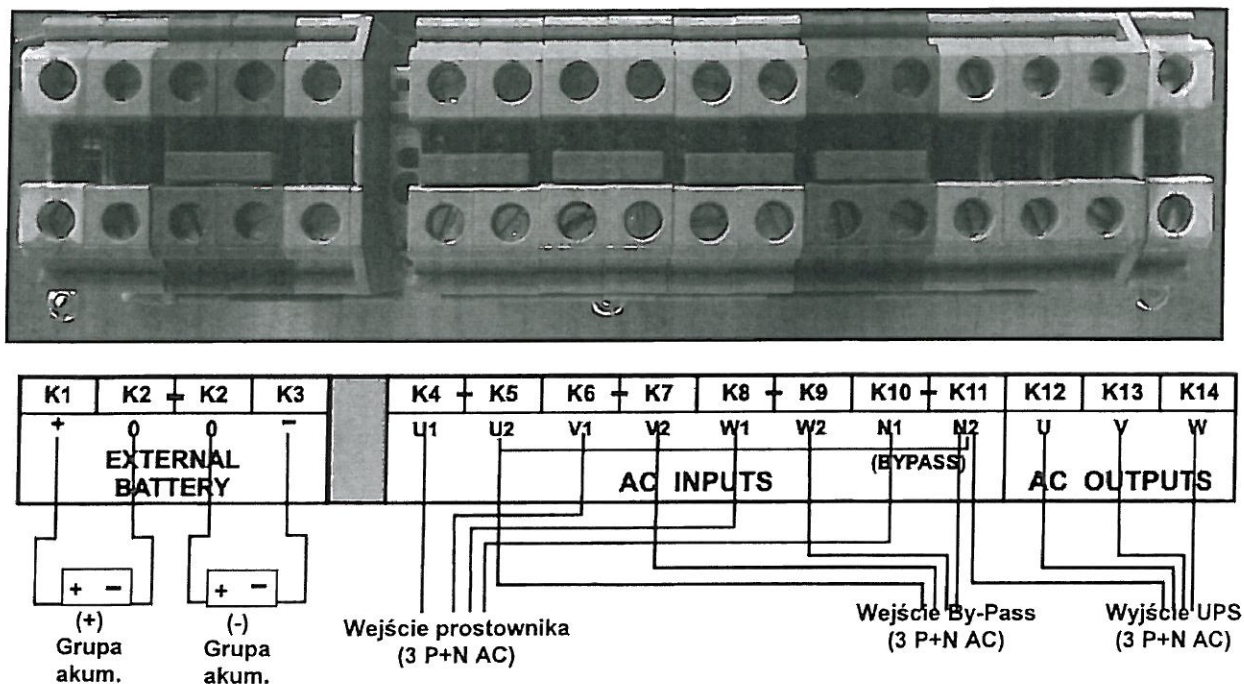 K1 K2 K2 K3 K4 K5 K6 K7 K8 K9 K10 K11 K12 K13 K14
+ 0 0 − U1 U2 V1 V2 W1 W2 N1 N2 U V W
(BYPASS)
EXTERNAL
BATTERY
AC INPUTS
AC OUTPUTS
+ − + −
(+)
Grupa
akum.
(-)
Grupa
akum.
Wejście prostownika
(3 P+N AC)
Wejście By-Pass
(3 P+N AC)
Wyjście UPS
(3 P+N AC)